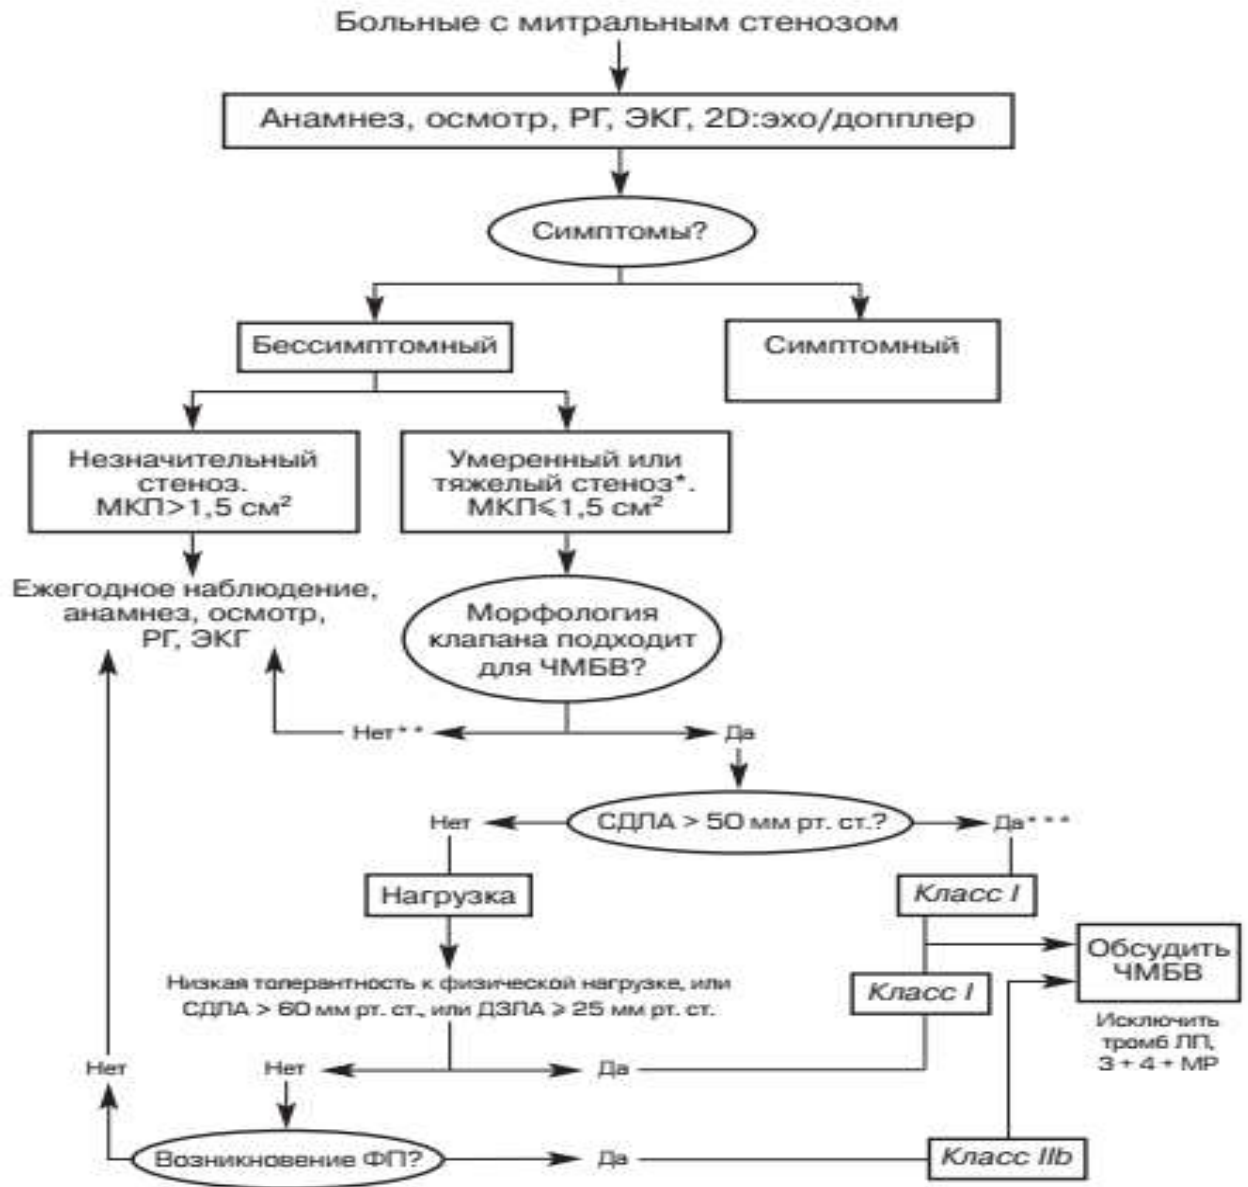 Больные с митральным стенозом
Анамнез, осмотр, РГ, ЭКГ, 2D:эхо/допплер
Симптомы?
Бессимптомный
Симптомный
Незначительный
стеноз.
МКП>1,5 см²
Умеренный или
тяжелый стеноз*.
МКП⩽1,5 см²
Ежегодное наблюдение,
анамнез, осмотр,
РГ, ЭКГ
Морфология
клапана подходит
для ЧМБВ?
Нет**
Да
Нет
СДЛА > 50 мм рт. ст.?
Да***
Нагрузка
Класс I
Обсудить
ЧМБВ
Низкая толерантность к физической нагрузке, или
СДЛА > 60 мм рт. ст., или ДЗЛА ⩾ 25 мм рт. ст.
Класс I
Исключить
тромб ЛП,
3 + 4 + МР
Нет
Нет
Да
Возникновение ФП?
Да
Класс IIb